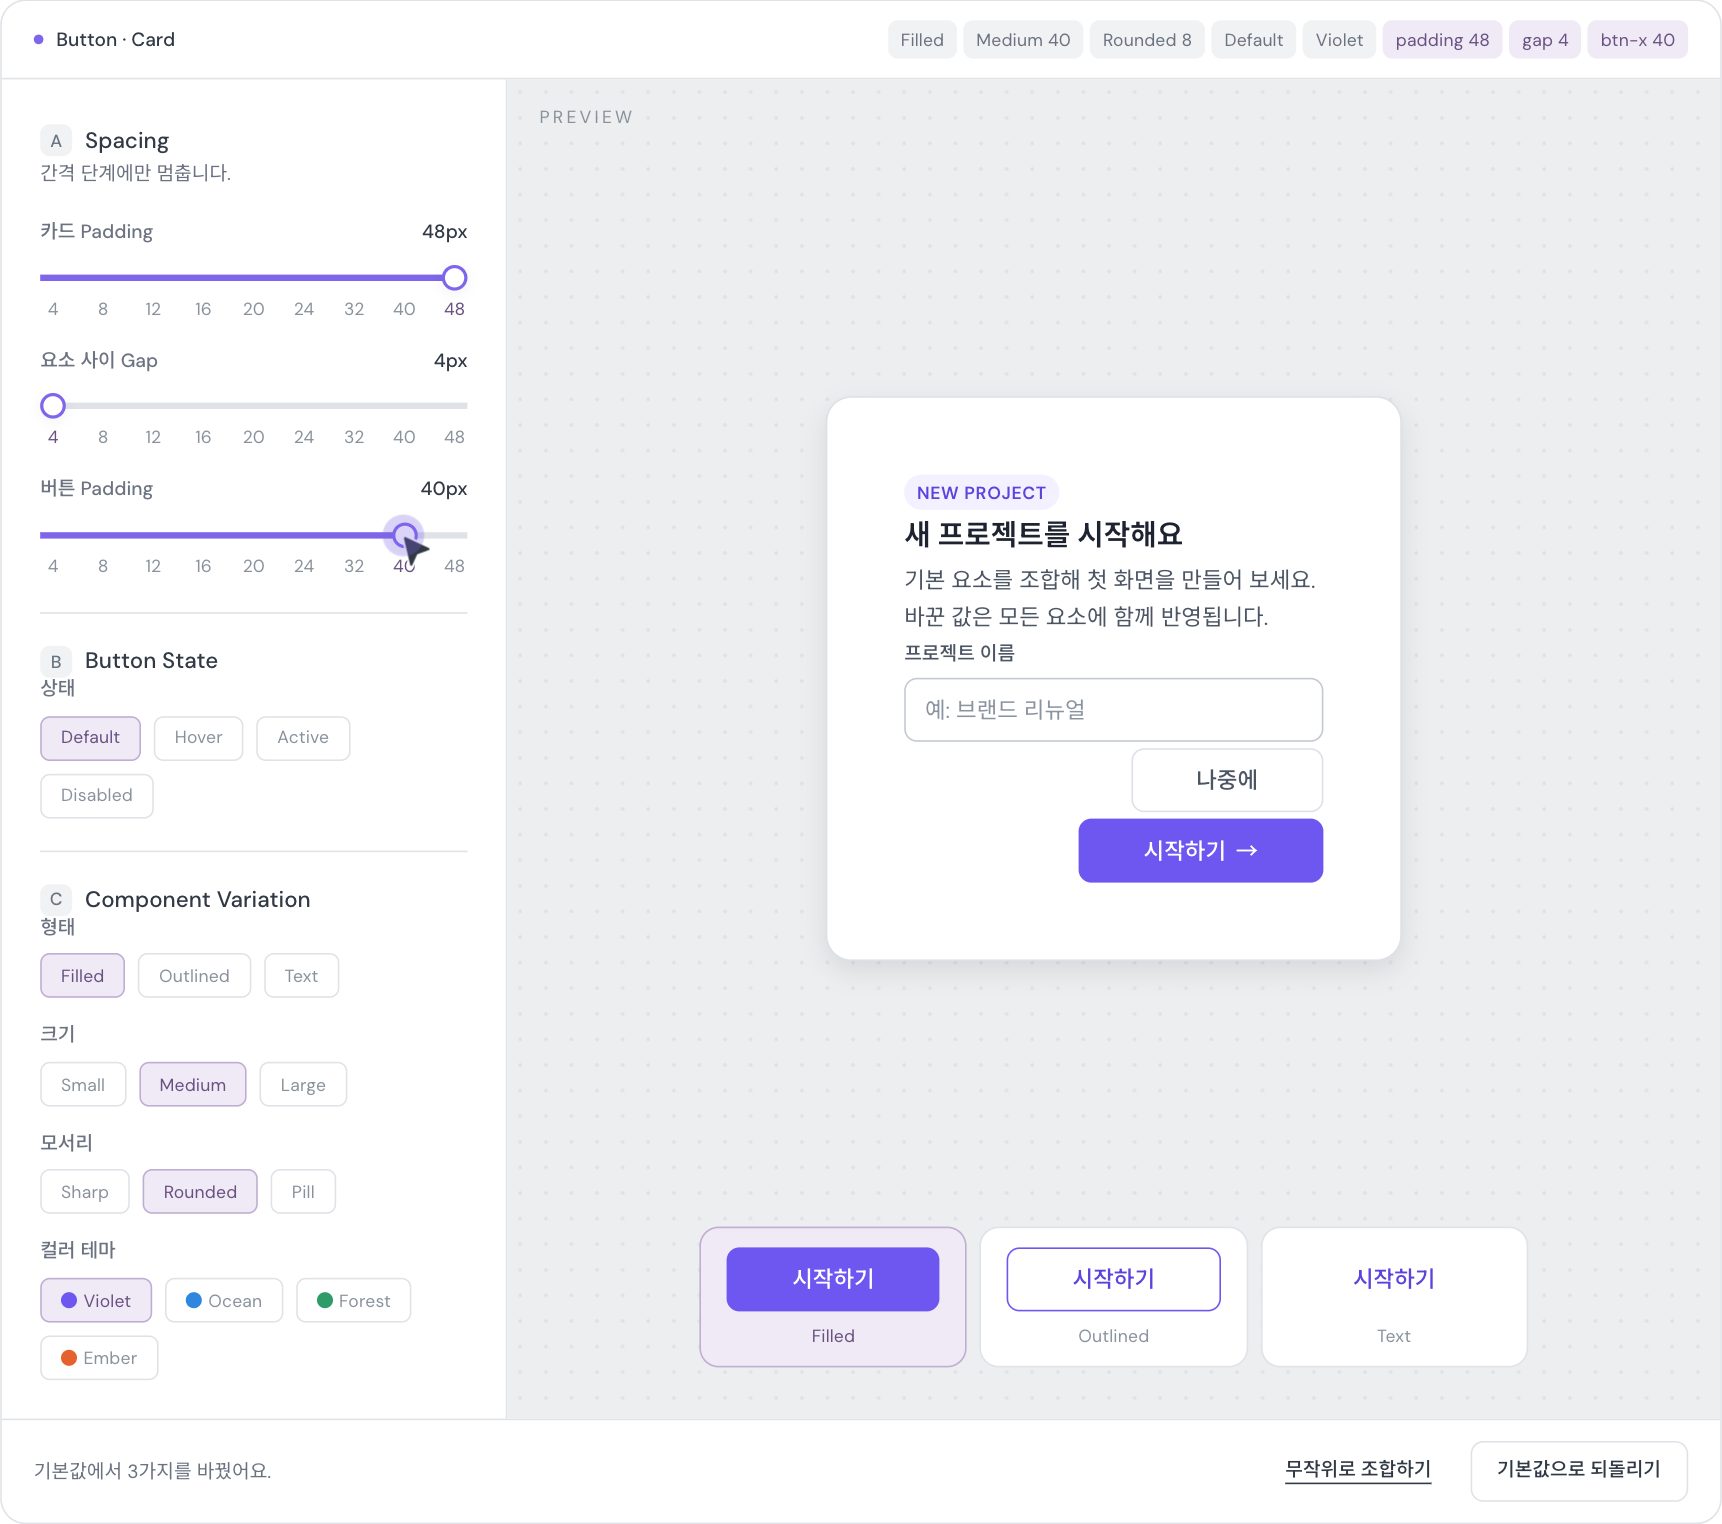 Button · Card
Filled
Medium 40
Rounded 8
Default
Violet
padding 48
gap 4
btn-x 40
A
Spacing
간격 단계에만 멈춥니다.
카드 Padding
48px
4 8 12 16 20 24 32 40 48
요소 사이 Gap
4px
4 8 12 16 20 24 32 40 48
버튼 Padding
40px
4 8 12 16 20 24 32 40 48
B
Button State
상태
Default
Hover
Active
Disabled
C
Component Variation
형태
Filled
Outlined
Text
크기
Small
Medium
Large
모서리
Sharp
Rounded
Pill
컬러 테마
Violet
Ocean
Forest
Ember
PREVIEW
NEW PROJECT
새 프로젝트를 시작해요
기본 요소를 조합해 첫 화면을 만들어 보세요.
바꾼 값은 모든 요소에 함께 반영됩니다.
프로젝트 이름
예: 브랜드 리뉴얼
나중에
시작하기 →
시작하기
Filled
시작하기
Outlined
시작하기
Text
기본값에서 3가지를 바꿨어요.
무작위로 조합하기
기본값으로 되돌리기